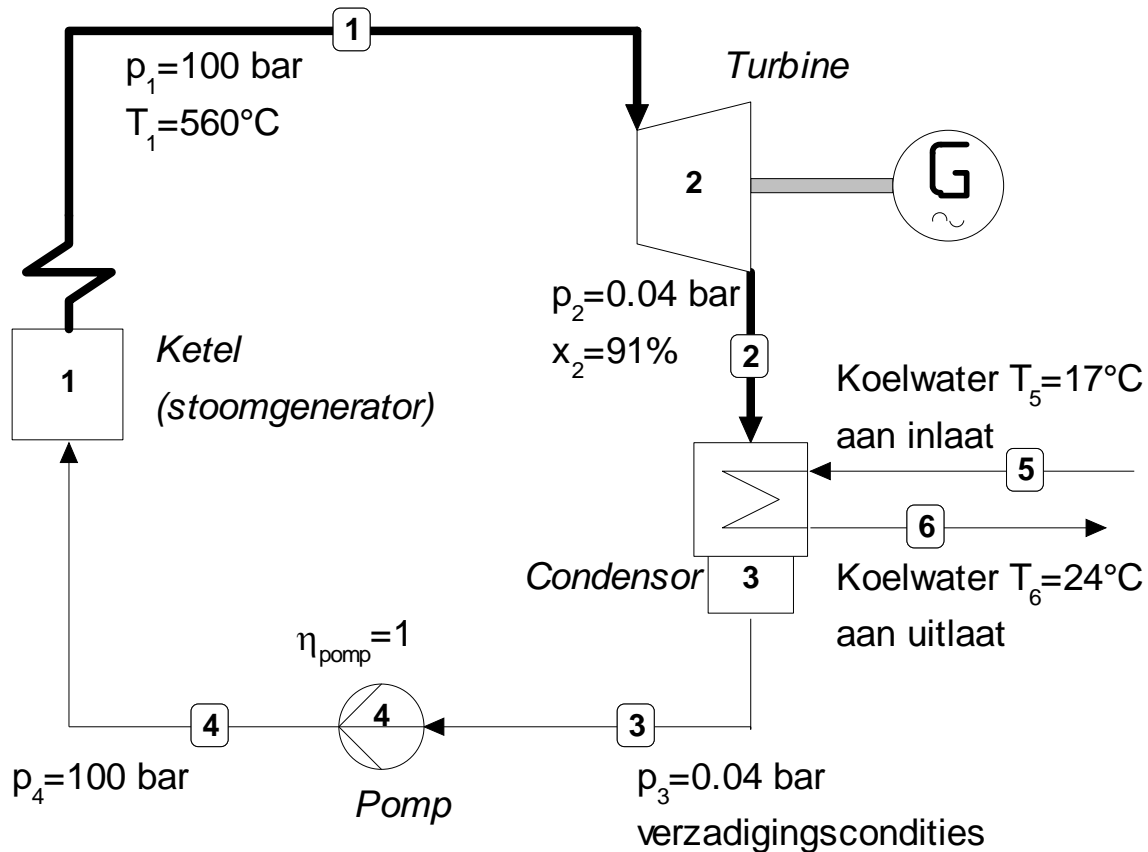 1
p₁=100 bar
T₁=560°C
Turbine
2
G
p₂=0.04 bar
x₂=91%
2
Ketel
(stoomgenerator)
1
Koelwater T₅=17°C
aan inlaat
5
6
Condensor
3
Koelwater T₆=24°C
aan uitlaat
ηpomp=1
4
4
3
p₄=100 bar
Pomp
p₃=0.04 bar
verzadigingscondities